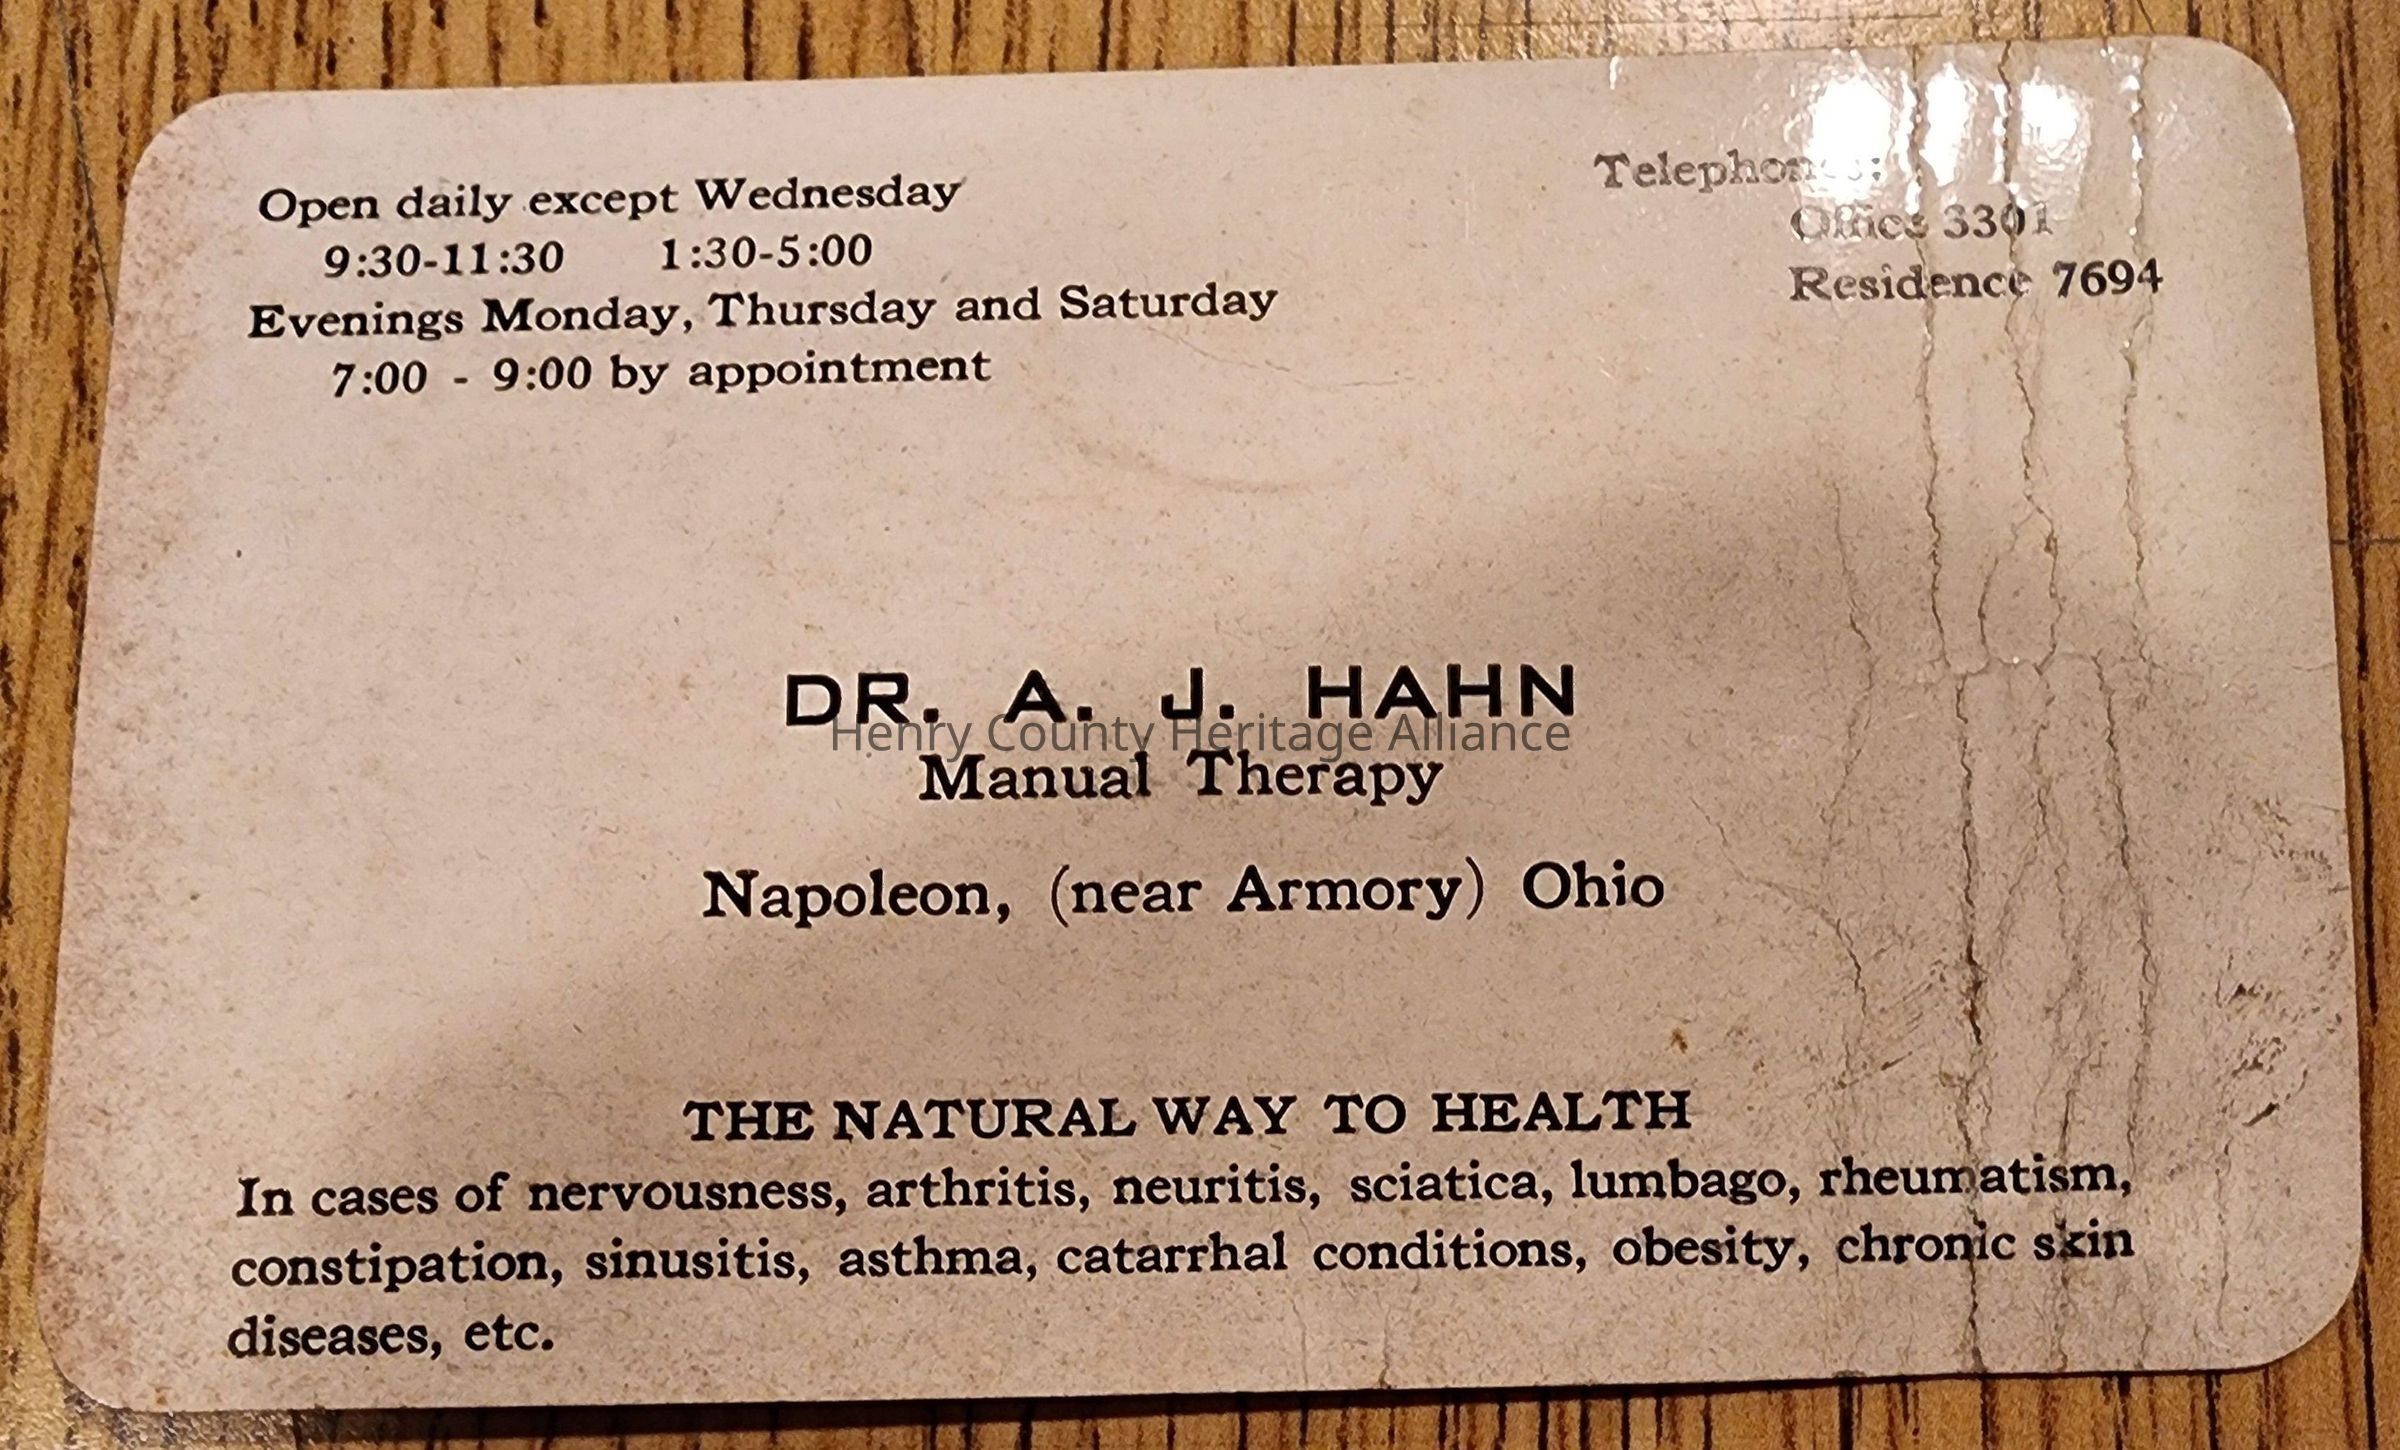 Open daily except Wednesday
9:30-11:30 1:30-5:00
Evenings Monday, Thursday and Saturday
7:00 - 9:00 by appointment
Telephones:
Office 3301
Residence 7694
DR. A. J. HAHN
Henry County Heritage Alliance
Manual Therapy
Napoleon, (near Armory) Ohio
THE NATURAL WAY TO HEALTH
In cases of nervousness, arthritis, neuritis, sciatica, lumbago, rheumatism,
constipation, sinusitis, asthma, catarrhal conditions, obesity, chronic skin
diseases, etc.